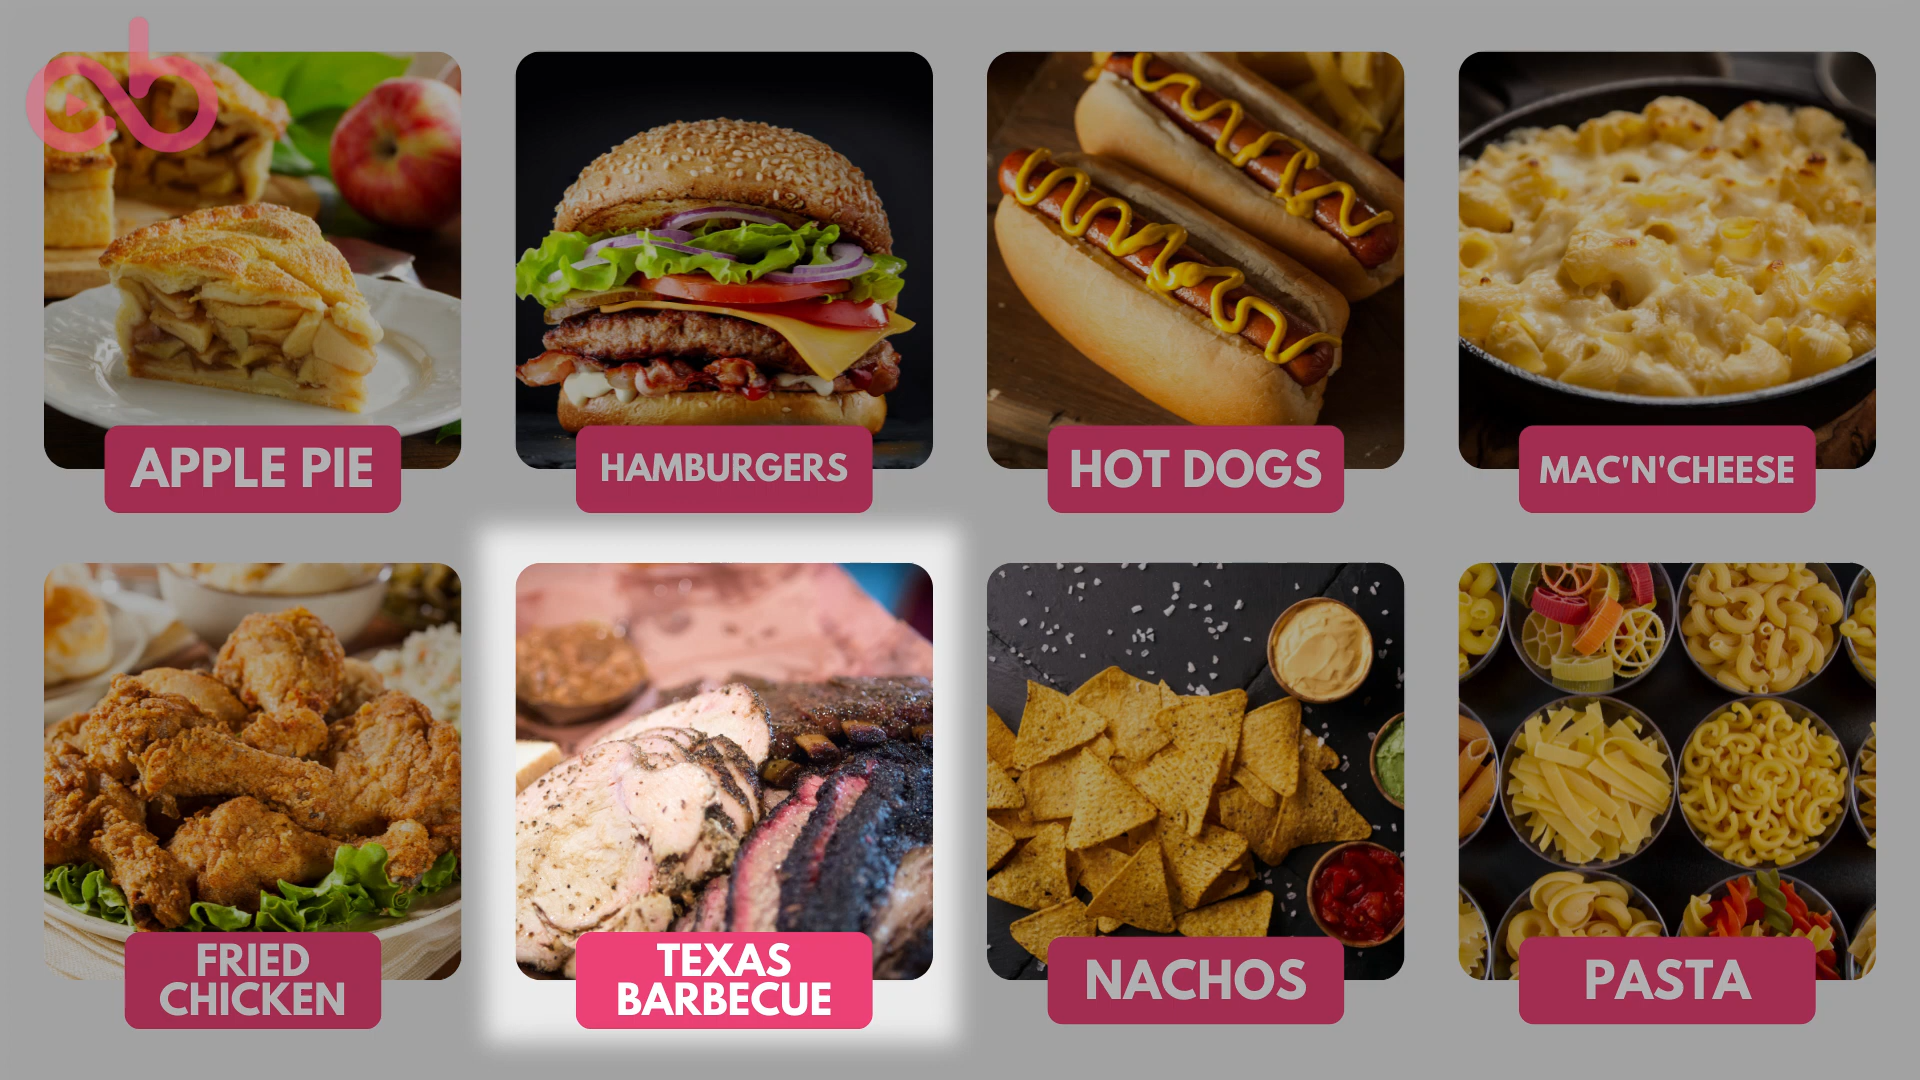 APPLE PIE
HAMBURGERS
HOT DOGS
MAC'N'CHEESE
FRIED
CHICKEN
TEXAS
BARBECUE
NACHOS
PASTA